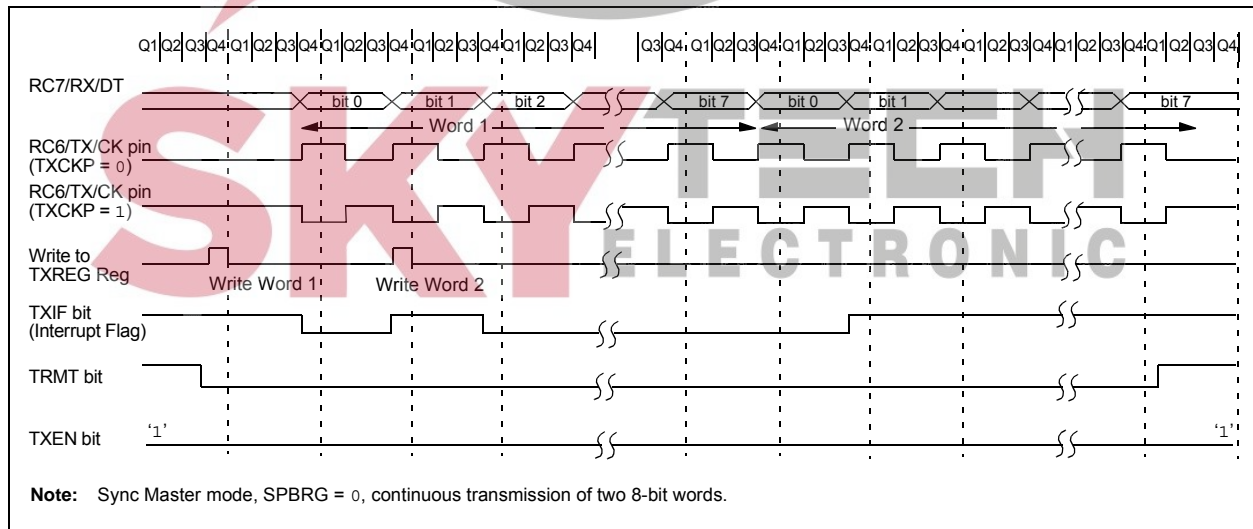 Q1 Q2 Q3 Q4 Q1 Q2 Q3 Q4 Q1 Q2 Q3 Q4 Q1 Q2 Q3 Q4 Q1 Q2 Q3 Q4 Q3 Q4 Q1 Q2 Q3 Q4 Q1 Q2 Q3 Q4 Q1 Q2 Q3 Q4 Q1 Q2 Q3 Q4 Q1 Q2 Q3 Q4 Q1 Q2 Q3 Q4
RC7/RX/DT
bit 0 bit 1 bit 2 bit 7 bit 0 bit 1 bit 7
Word 1 Word 2
RC6/TX/CK pin
(TXCKP = 0)
RC6/TX/CK pin
(TXCKP = 1)
Write to
TXREG Reg
Write Word 1 Write Word 2
TXIF bit
(Interrupt Flag)
TRMT bit
TXEN bit
‘1’ ‘1’
Note: Sync Master mode, SPBRG = 0, continuous transmission of two 8-bit words.
SKYTECH
ELECTRONIC